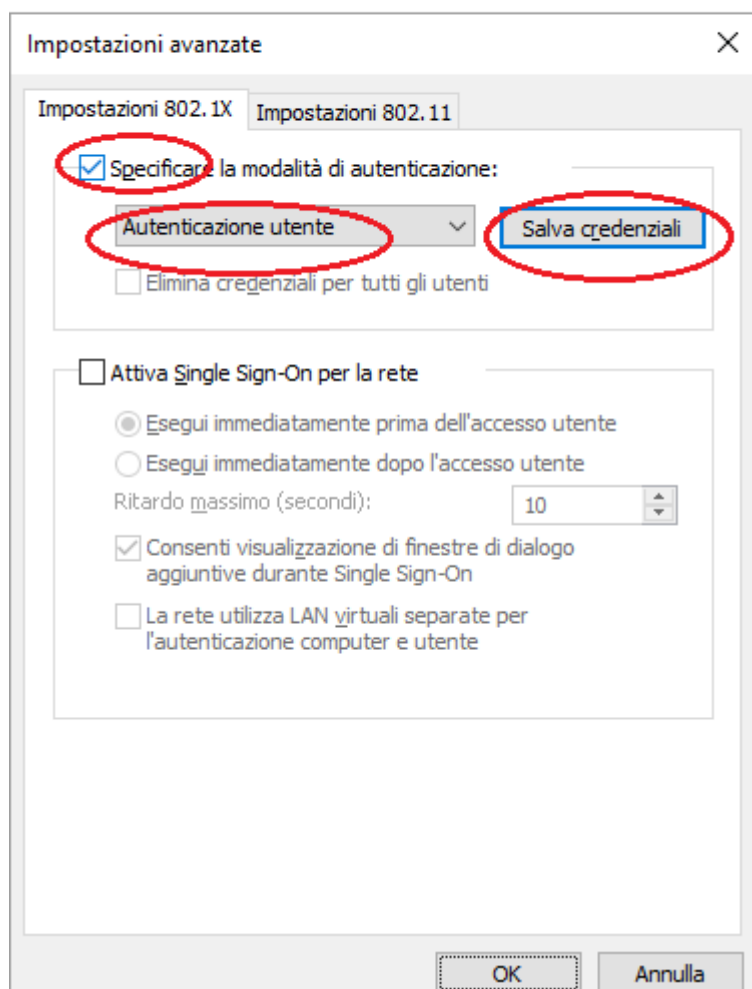 Impostazioni avanzate
Impostazioni 802.1X
Impostazioni 802.11
Specificare la modalità di autenticazione:
Autenticazione utente
Salva credenziali
Elimina credenziali per tutti gli utenti
Attiva Single Sign-On per la rete
Esegui immediatamente prima dell'accesso utente
Esegui immediatamente dopo l'accesso utente
Ritardo massimo (secondi):
10
Consenti visualizzazione di finestre di dialogo
aggiuntive durante Single Sign-On
La rete utilizza LAN virtuali separate per
l'autenticazione computer e utente
OK
Annulla